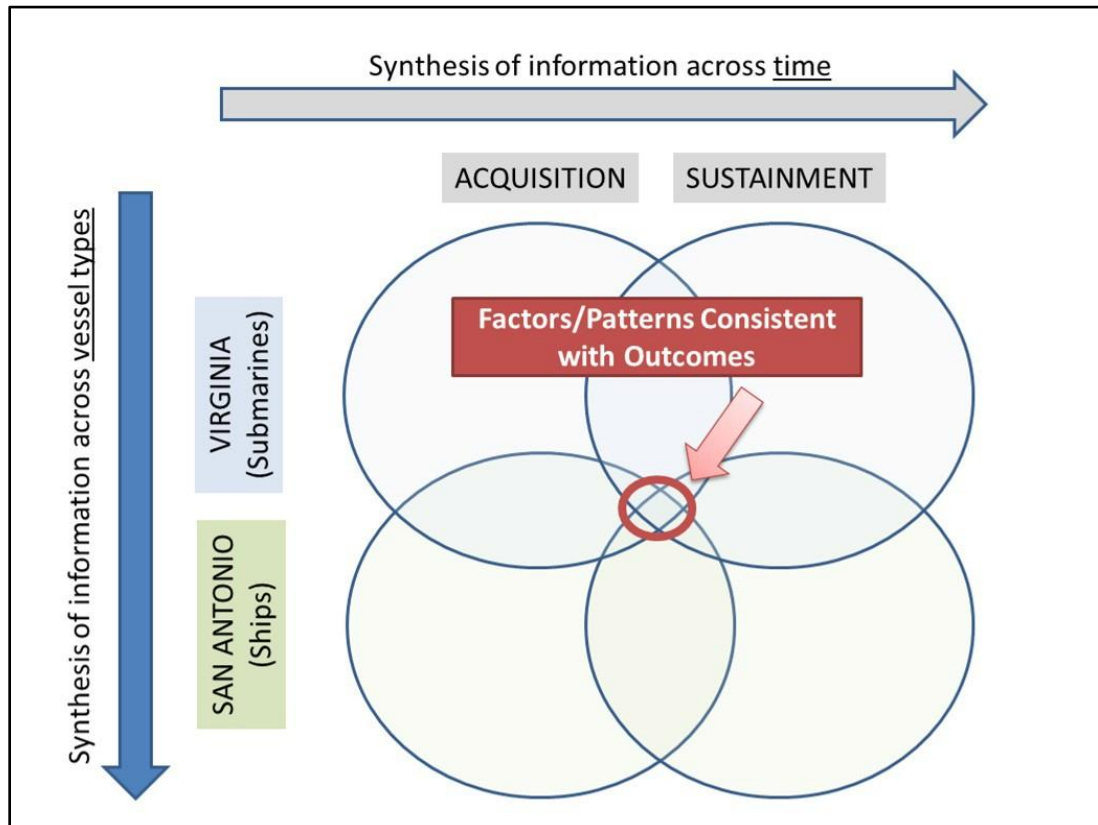 Synthesis of information across time
ACQUISITION
SUSTAINMENT
Synthesis of information across vessel types
VIRGINIA
(Submarines)
Factors/Patterns Consistent
with Outcomes
SAN ANTONIO
(Ships)